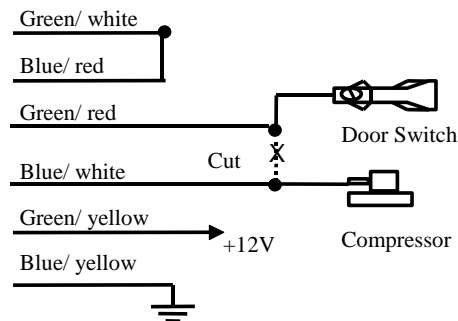 Green/ white
Blue/ red
Green/ red
Door Switch
Cut
X
Blue/ white
Green/ yellow
+12V
Compressor
Blue/ yellow